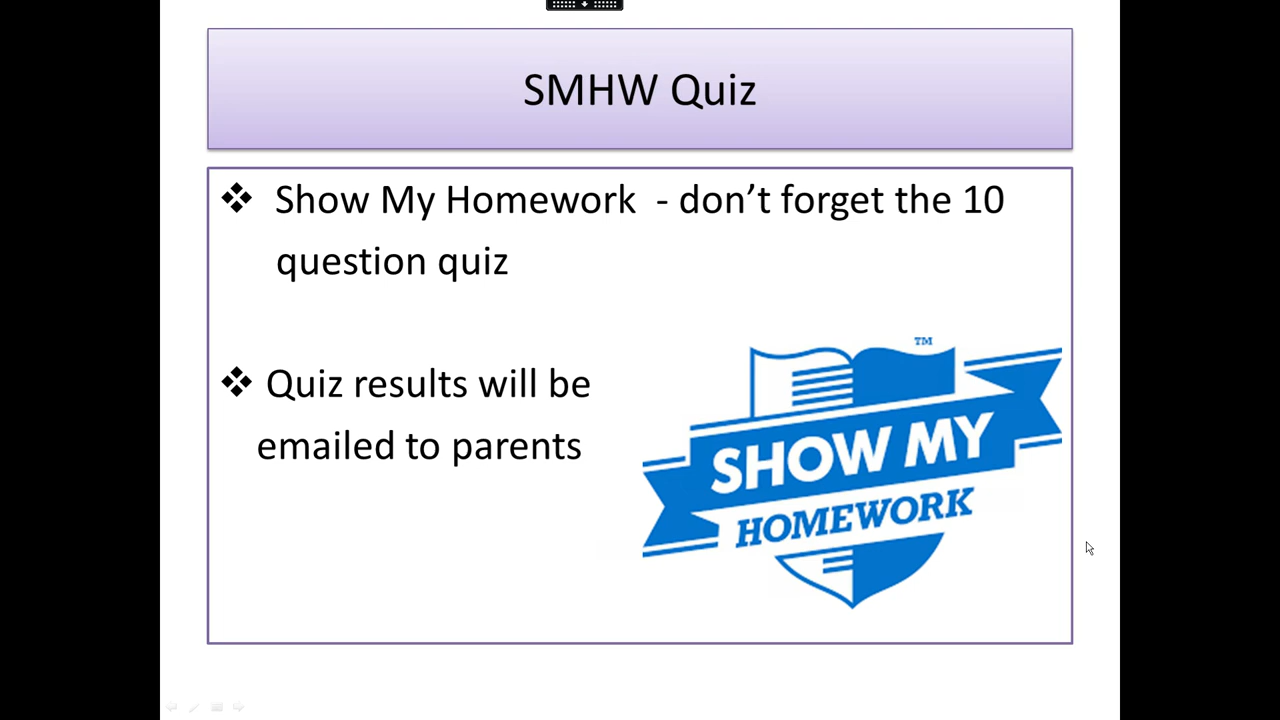 SMHW Quiz
❖ Show My Homework - don’t forget the 10
question quiz
❖ Quiz results will be
emailed to parents
TM
SHOW MY
HOMEWORK